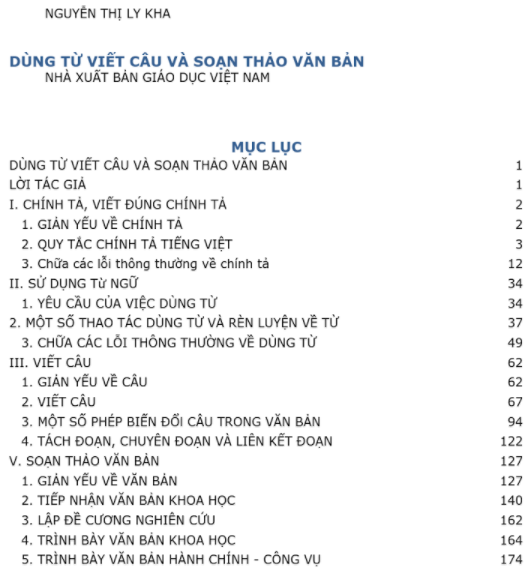 NGUYỄN THỊ LY KHA
DÙNG TỪ VIẾT CÂU VÀ SOẠN THẢO VĂN BẢN
NHÀ XUẤT BẢN GIÁO DỤC VIỆT NAM
MỤC LỤC
DÙNG TỪ VIẾT CÂU VÀ SOẠN THẢO VĂN BẢN 1
LỜI TÁC GIẢ 1
I. CHÍNH TẢ, VIẾT ĐÚNG CHÍNH TẢ 2
1. GIẢN YẾU VỀ CHÍNH TẢ 2
2. QUY TẮC CHÍNH TẢ TIẾNG VIỆT 3
3. Chữa các lỗi thông thường về chính tả 12
II. SỬ DỤNG Từ NGỮ 34
1. YÊU CẦU CỦA VIỆC DÙNG TỪ 34
2. MỘT SỐ THAO TÁC DÙNG TỪ VÀ RÈN LUYỆN VỀ TỪ 37
3. CHỮA CÁC LỖI THÔNG THƯỜNG VỀ DÙNG TỪ 49
III. VIẾT CÂU 62
1. GIẢN YẾU VỀ CÂU 62
2. VIẾT CÂU 67
3. MỘT SỐ PHÉP BIẾN ĐỔI CÂU TRONG VĂN BẢN 94
4. TÁCH ĐOẠN, CHUYỂN ĐOẠN VÀ LIÊN KẾT ĐOẠN 122
V. SOẠN THẢO VĂN BẢN 127
1. GIẢN YẾU VỀ VĂN BẢN 127
2. TIẾP NHẬN VĂN BẢN KHOA HỌC 140
3. LẬP ĐỀ CƯƠNG NGHIÊN CỨU 162
4. TRÌNH BÀY VĂN BẢN KHOA HỌC 164
5. TRÌNH BÀY VĂN BẢN HÀNH CHÍNH - CÔNG VỤ 174